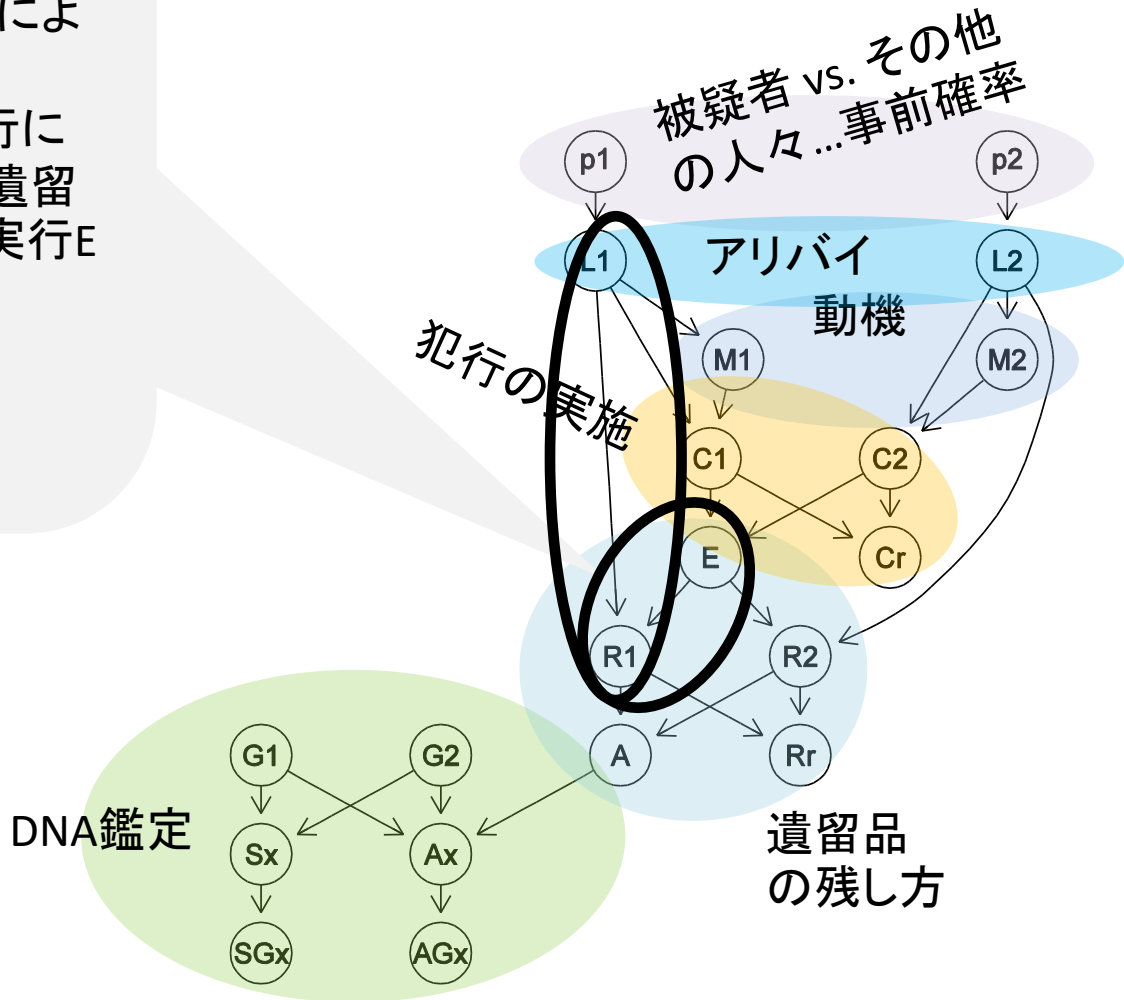 によ
行に
遺留
実行E
被疑者 vs. その他
の人々…事前確率
p1
p2
L1
アリバイ
L2
動機
犯行の実施
M1
M2
C1
C2
E
Cr
R1
R2
G1
G2
A
Rr
DNA鑑定
Sx
Ax
遺留品
の残し方
SGx
AGx